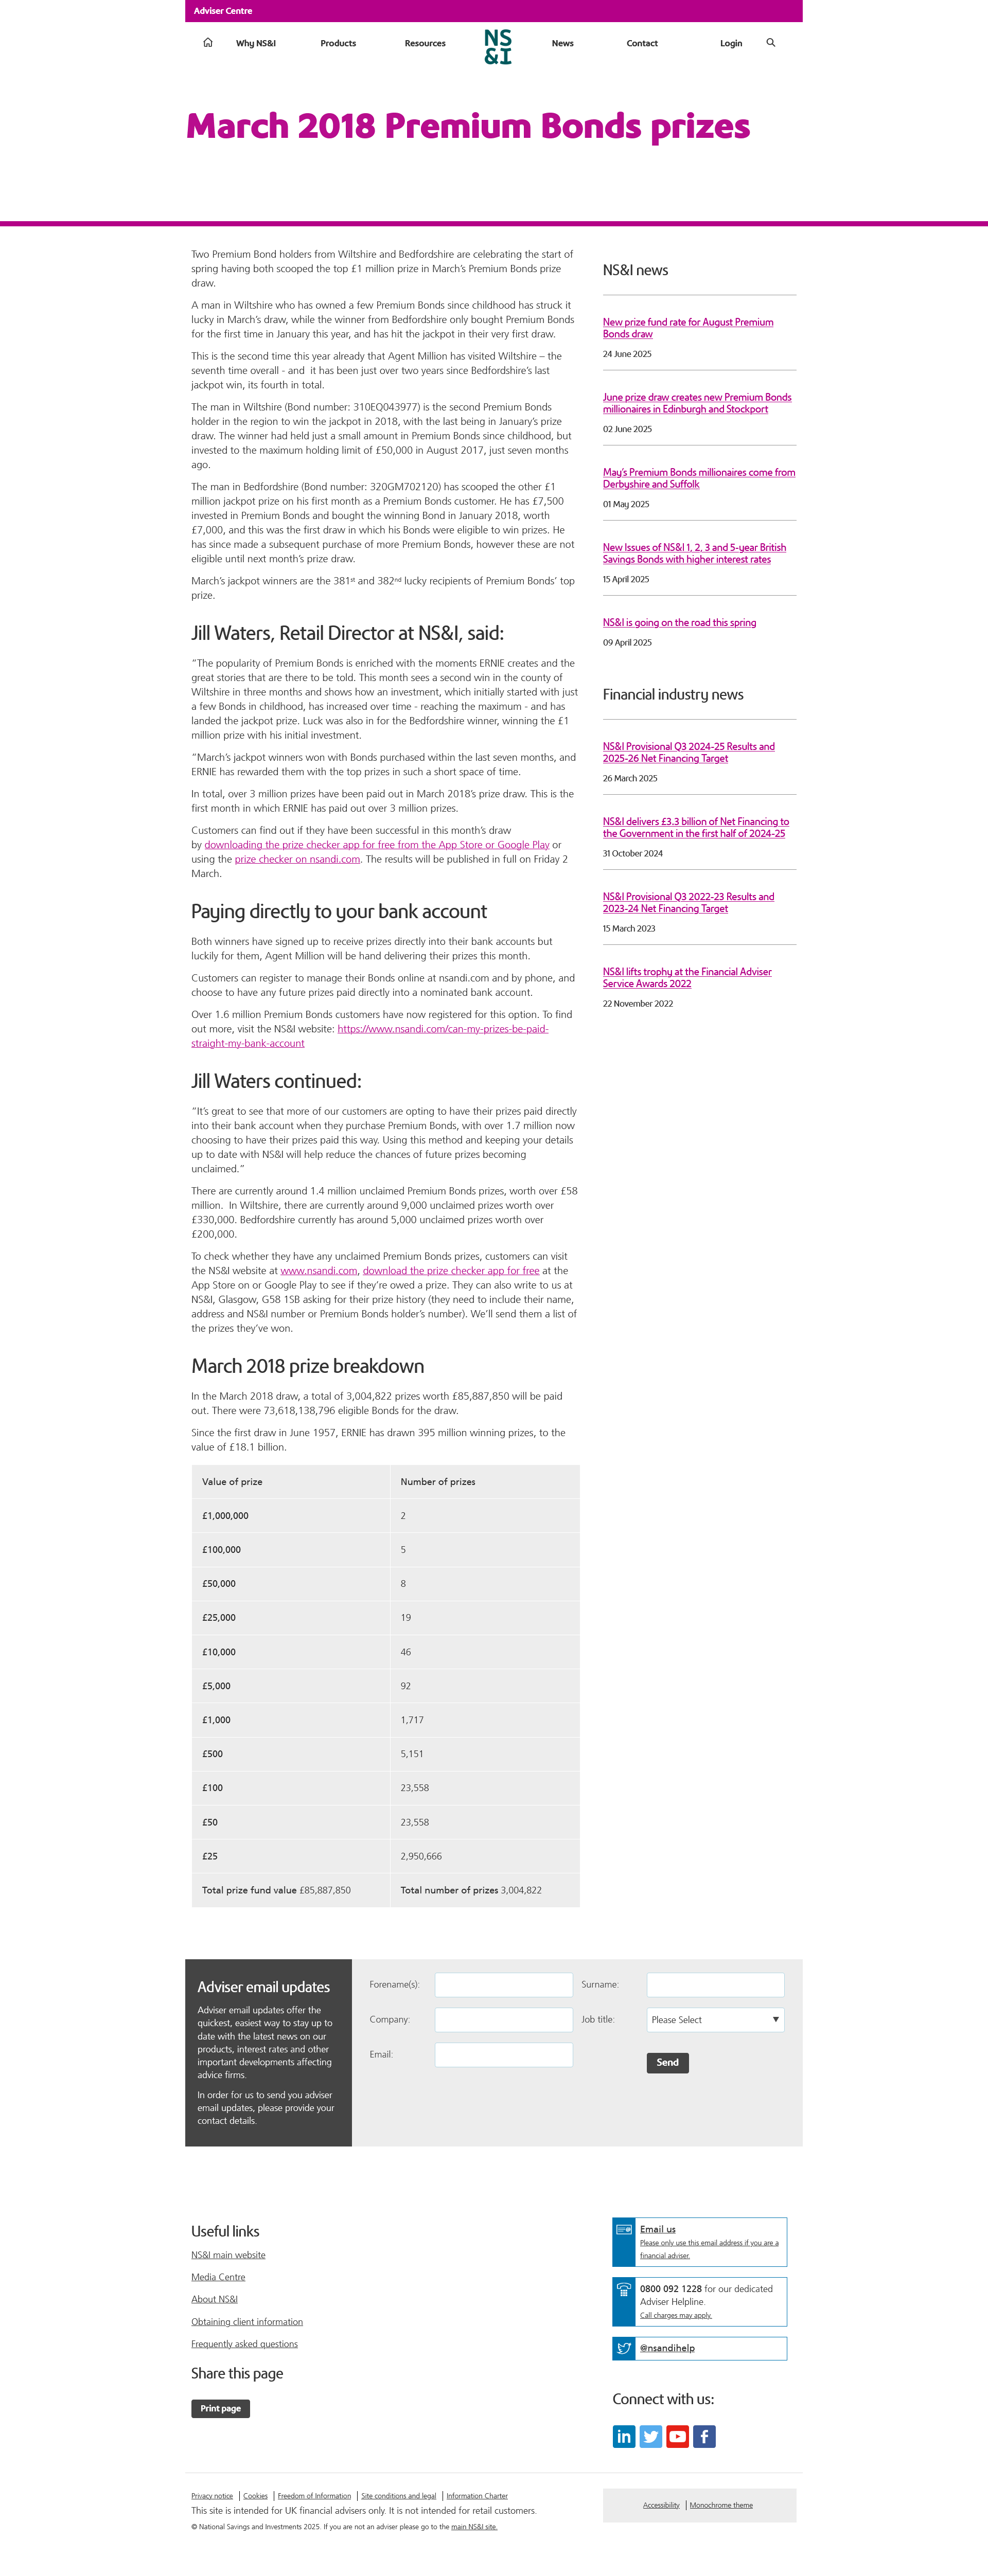 Adviser Centre
Why NS&I
Products
Resources
NS
&I
News
Contact
Login
March 2018 Premium Bonds prizes
Two Premium Bond holders from Wiltshire and Bedfordshire are celebrating the start of
spring having both scooped the top £1 million prize in March’s Premium Bonds prize
draw.
A man in Wiltshire who has owned a few Premium Bonds since childhood has struck it
lucky in March’s draw, while the winner from Bedfordshire only bought Premium Bonds
for the first time in January this year, and has hit the jackpot in their very first draw.
This is the second time this year already that Agent Million has visited Wiltshire – the
seventh time overall - and  it has been just over two years since Bedfordshire’s last
jackpot win, its fourth in total.
The man in Wiltshire (Bond number: 310EQ043977) is the second Premium Bonds
holder in the region to win the jackpot in 2018, with the last being in January’s prize
draw. The winner had held just a small amount in Premium Bonds since childhood, but
invested to the maximum holding limit of £50,000 in August 2017, just seven months
ago.
The man in Bedfordshire (Bond number: 320GM702120) has scooped the other £1
million jackpot prize on his first month as a Premium Bonds customer. He has £7,500
invested in Premium Bonds and bought the winning Bond in January 2018, worth
£7,000, and this was the first draw in which his Bonds were eligible to win prizes. He
has since made a subsequent purchase of more Premium Bonds, however these are not
eligible until next month’s prize draw.
March’s jackpot winners are the 381st and 382nd lucky recipients of Premium Bonds’ top
prize.
Jill Waters, Retail Director at NS&I, said:
“The popularity of Premium Bonds is enriched with the moments ERNIE creates and the
great stories that are there to be told. This month sees a second win in the county of
Wiltshire in three months and shows how an investment, which initially started with just
a few Bonds in childhood, has increased over time - reaching the maximum - and has
landed the jackpot prize. Luck was also in for the Bedfordshire winner, winning the £1
million prize with his initial investment.
“March’s jackpot winners won with Bonds purchased within the last seven months, and
ERNIE has rewarded them with the top prizes in such a short space of time.
In total, over 3 million prizes have been paid out in March 2018’s prize draw. This is the
first month in which ERNIE has paid out over 3 million prizes.
Customers can find out if they have been successful in this month’s draw
by downloading the prize checker app for free from the App Store or Google Play or
using the prize checker on nsandi.com. The results will be published in full on Friday 2
March.
Paying directly to your bank account
Both winners have signed up to receive prizes directly into their bank accounts but
luckily for them, Agent Million will be hand delivering their prizes this month.
Customers can register to manage their Bonds online at nsandi.com and by phone, and
choose to have any future prizes paid directly into a nominated bank account.
Over 1.6 million Premium Bonds customers have now registered for this option. To find
out more, visit the NS&I website: https://www.nsandi.com/can-my-prizes-be-paid-
straight-my-bank-account
Jill Waters continued:
“It’s great to see that more of our customers are opting to have their prizes paid directly
into their bank account when they purchase Premium Bonds, with over 1.7 million now
choosing to have their prizes paid this way. Using this method and keeping your details
up to date with NS&I will help reduce the chances of future prizes becoming
unclaimed.”
There are currently around 1.4 million unclaimed Premium Bonds prizes, worth over £58
million.  In Wiltshire, there are currently around 9,000 unclaimed prizes worth over
£330,000. Bedfordshire currently has around 5,000 unclaimed prizes worth over
£200,000.
To check whether they have any unclaimed Premium Bonds prizes, customers can visit
the NS&I website at www.nsandi.com, download the prize checker app for free at the
App Store on or Google Play to see if they’re owed a prize. They can also write to us at
NS&I, Glasgow, G58 1SB asking for their prize history (they need to include their name,
address and NS&I number or Premium Bonds holder’s number). We’ll send them a list of
the prizes they’ve won.
March 2018 prize breakdown
In the March 2018 draw, a total of 3,004,822 prizes worth £85,887,850 will be paid
out. There were 73,618,138,796 eligible Bonds for the draw.
Since the first draw in June 1957, ERNIE has drawn 395 million winning prizes, to the
value of £18.1 billion.
Value of prize Number of prizes
£1,000,000 2
£100,000 5
£50,000 8
£25,000 19
£10,000 46
£5,000 92
£1,000 1,717
£500 5,151
£100 23,558
£50 23,558
£25 2,950,666
Total prize fund value £85,887,850 Total number of prizes 3,004,822
NS&I news
New prize fund rate for August Premium
Bonds draw
24 June 2025
June prize draw creates new Premium Bonds
millionaires in Edinburgh and Stockport
02 June 2025
May’s Premium Bonds millionaires come from
Derbyshire and Suffolk
01 May 2025
New Issues of NS&I 1, 2, 3 and 5-year British
Savings Bonds with higher interest rates
15 April 2025
NS&I is going on the road this spring
09 April 2025
Financial industry news
NS&I Provisional Q3 2024-25 Results and
2025-26 Net Financing Target
26 March 2025
NS&I delivers £3.3 billion of Net Financing to
the Government in the first half of 2024-25
31 October 2024
NS&I Provisional Q3 2022-23 Results and
2023-24 Net Financing Target
15 March 2023
NS&I lifts trophy at the Financial Adviser
Service Awards 2022
22 November 2022
Adviser email updates
Adviser email updates offer the
quickest, easiest way to stay up to
date with the latest news on our
products, interest rates and other
important developments affecting
advice firms.
In order for us to send you adviser
email updates, please provide your
contact details.
Forename(s):
Surname:
Company:
Job title:
Please Select
Email:
Send
Useful links
NS&I main website
Media Centre
About NS&I
Obtaining client information
Frequently asked questions
Share this page
Print page
Email us
Please only use this email address if you are a
financial adviser.
0800 092 1228 for our dedicated
Adviser Helpline.
Call charges may apply.
@nsandihelp
Connect with us:
Privacy notice
Cookies
Freedom of Information
Site conditions and legal
Information Charter
This site is intended for UK financial advisers only. It is not intended for retail customers.
© National Savings and Investments 2025. If you are not an adviser please go to the main NS&I site.
Accessibility
Monochrome theme